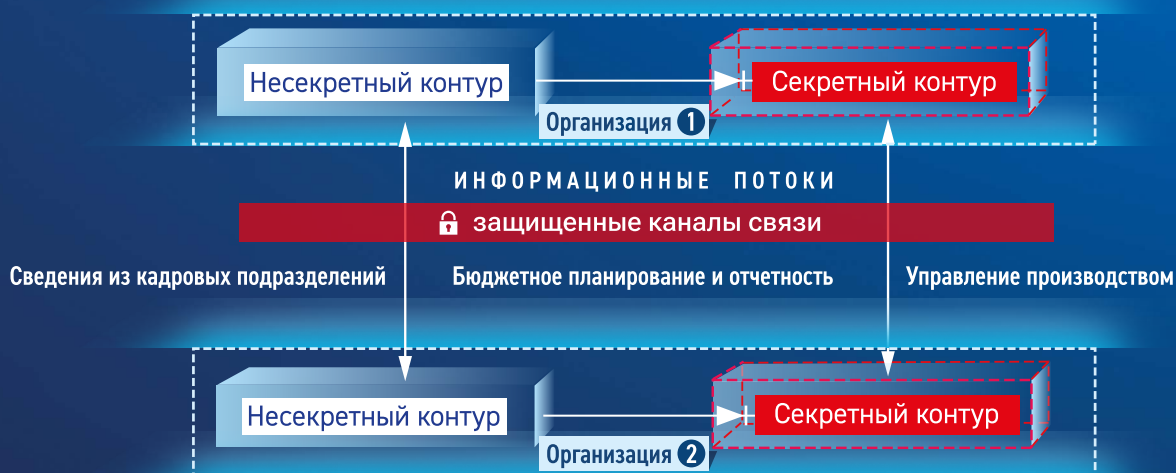 Несекретный контур
Секретный контур
Организация 1
ИНФОРМАЦИОННЫЕ ПОТОКИ
защищенные каналы связи
Сведения из кадровых подразделений
Бюджетное планирование и отчетность
Управление производством
Несекретный контур
Секретный контур
Организация 2